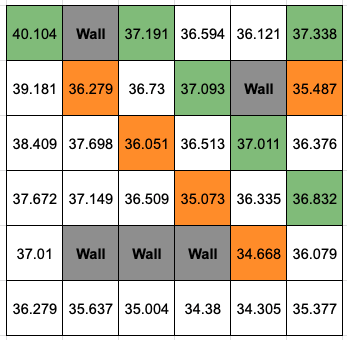 40.104 Wall 37.191 36.594 36.121 37.338
39.181 36.279 36.73 37.093 Wall 35.487
38.409 37.698 36.051 36.513 37.011 36.376
37.672 37.149 36.509 35.073 36.335 36.832
37.01 Wall Wall Wall 34.668 36.079
36.279 35.637 35.004 34.38 34.305 35.377